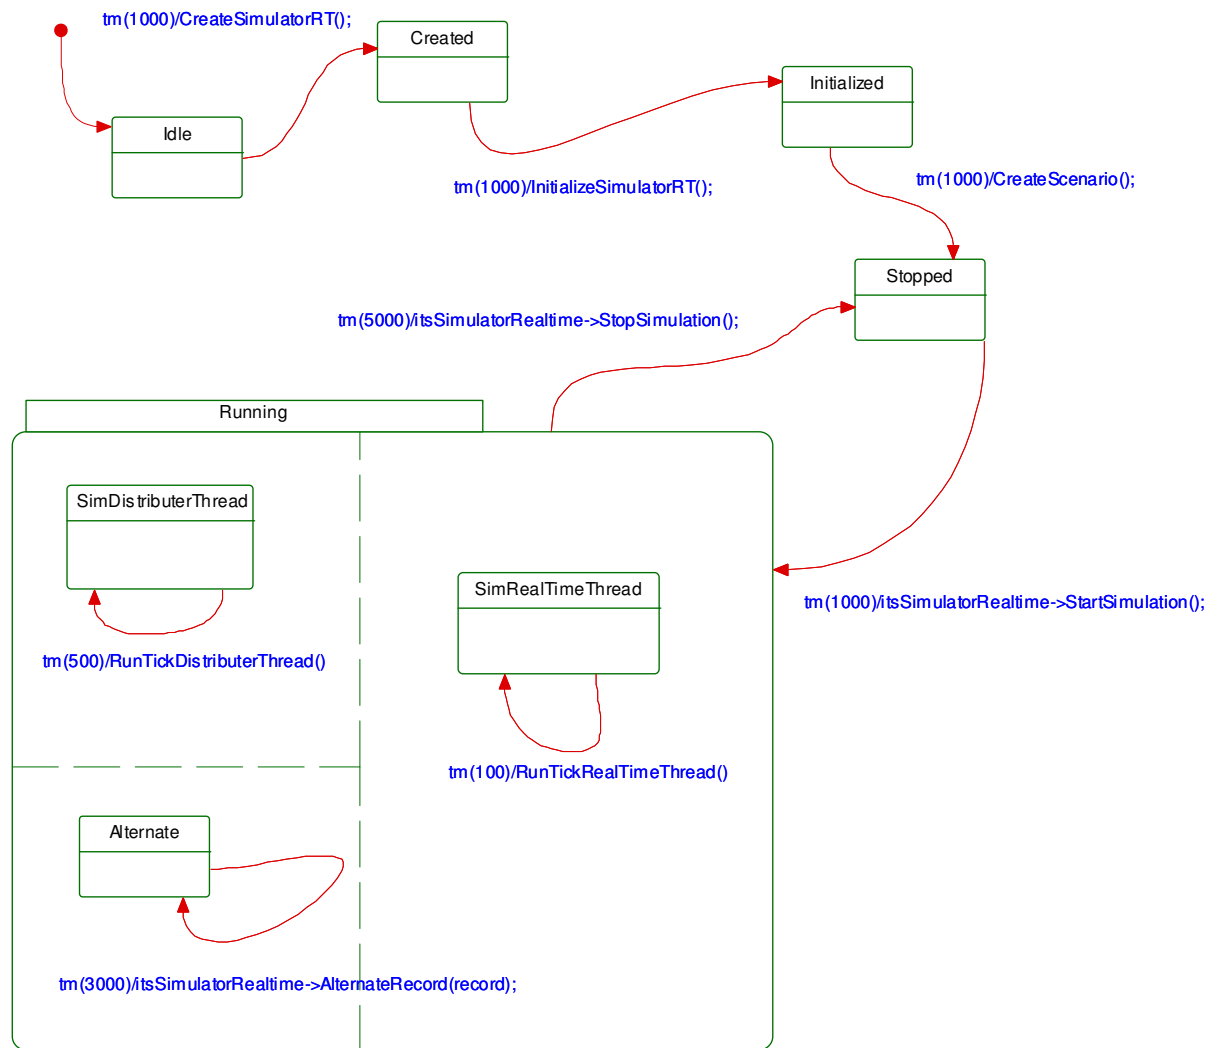 tm(1000)/CreateSimulatorRT();
Created
Initialized
Idle
tm(1000)/InitializeSimulatorRT();
tm(1000)/CreateScenario();
Stopped
tm(5000)/itsSimulatorRealtime->StopSimulation();
Running
SimDistributerThread
SimRealTimeThread
tm(1000)/itsSimulatorRealtime->StartSimulation();
tm(500)/RunTickDistributerThread()
tm(100)/RunTickRealTimeThread()
Alternate
tm(3000)/itsSimulatorRealtime->AlternateRecord(record);